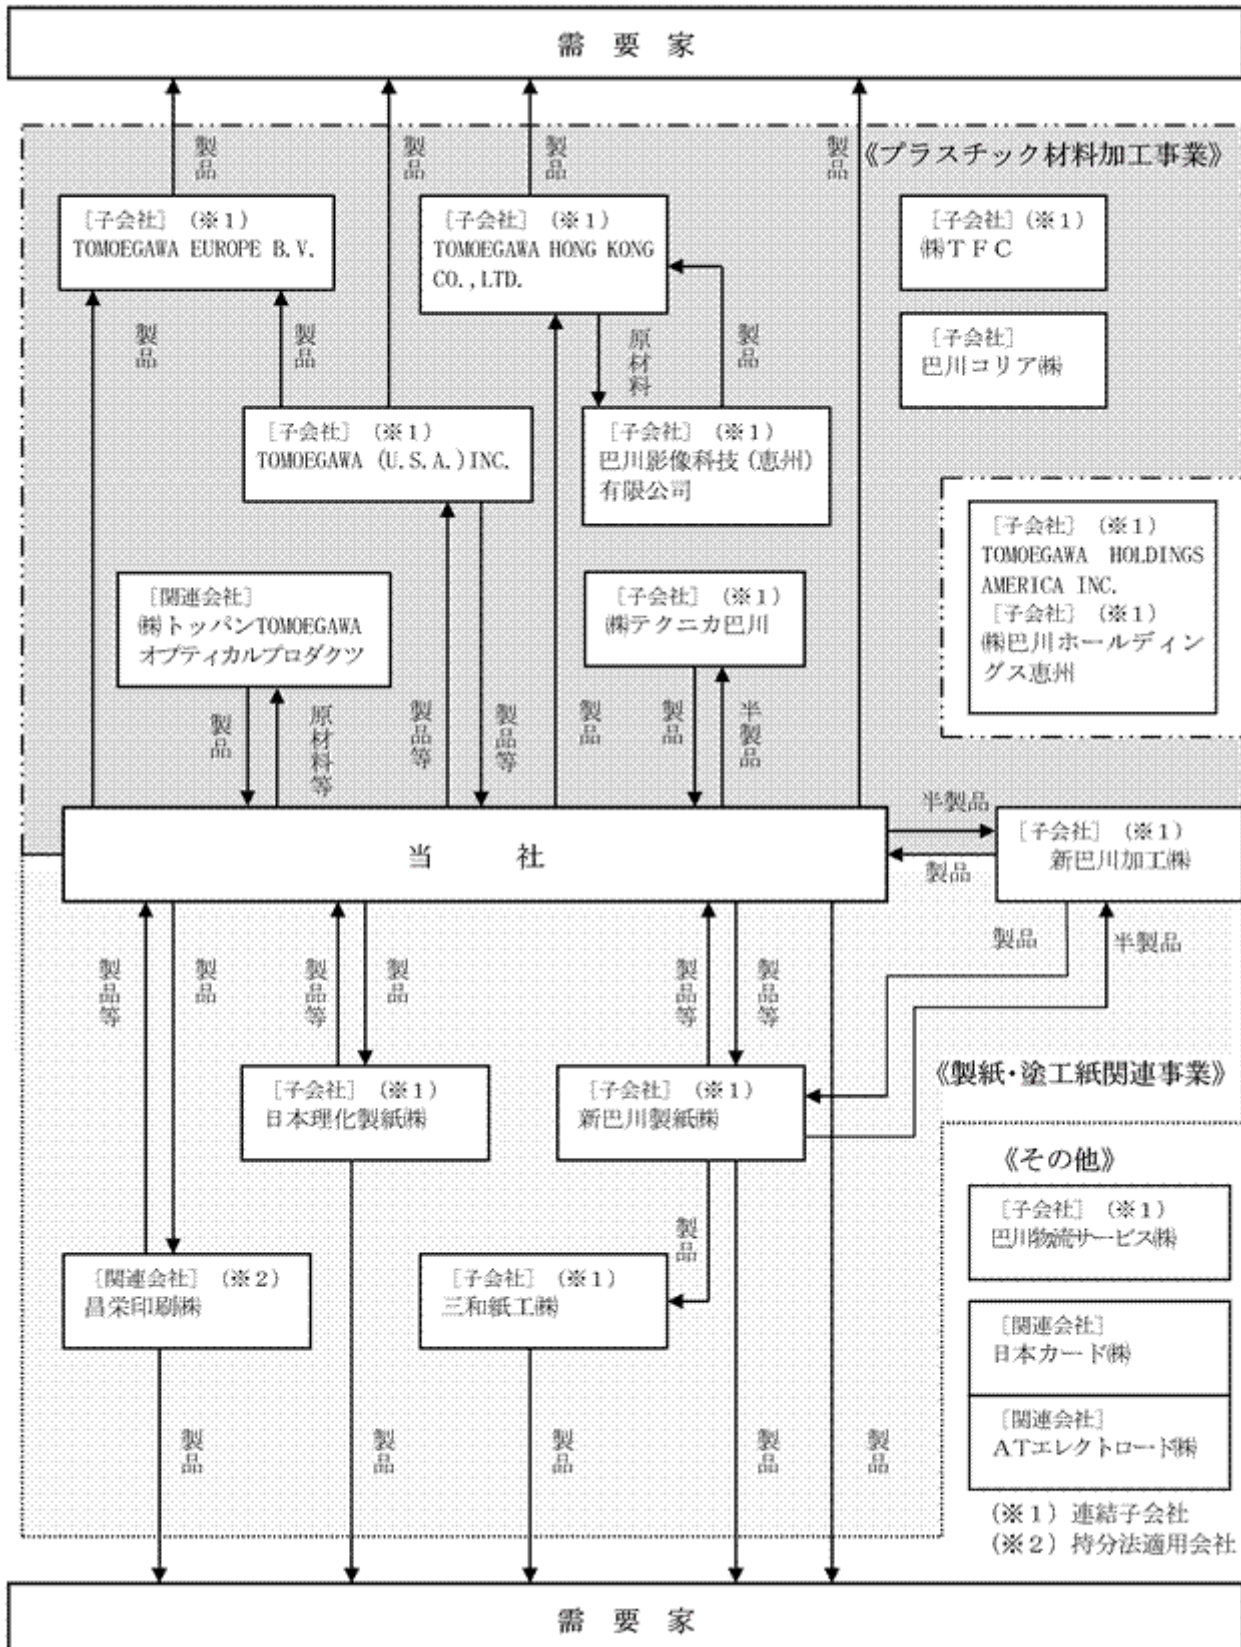 需 要 家
製品
製品
製品
製品
《プラスチック材料加工事業》
[子会社] (※1)
TOMOEGAWA EUROPE B.V.
[子会社] (※1)
TOMOEGAWA HONG KONG
CO.,LTD.
[子会社] (※1)
㈱TFC
[子会社]
巴川コリア㈱
製品
製品
原材料
製品
[子会社] (※1)
TOMOEGAWA (U.S.A.)INC.
[子会社] (※1)
巴川影像科技(恵州)
有限公司
[子会社] (※1)
TOMOEGAWA HOLDINGS
AMERICA INC.
[子会社] (※1)
㈱巴川ホールディン
グス恵州
[関連会社]
㈱トッパンTOMOEGAWA
オプティカルプロダクツ
[子会社] (※1)
㈱テクニカ巴川
製品
原材料等
製品等
製品等
製品
製品
半製品
当 社
半製品
製品
[子会社] (※1)
新巴川加工㈱
製品
半製品
製品等
製品
製品等
製品
製品等
製品等
[子会社] (※1)
日本理化製紙㈱
[子会社] (※1)
新巴川製紙㈱
《製紙・塗工紙関連事業》
製品
[関連会社] (※2)
昌栄印刷㈱
[子会社] (※1)
三和紙工㈱
《その他》
[子会社] (※1)
巴川物流サービス㈱
[関連会社]
日本カード㈱
[関連会社]
ATエレクトロード㈱
製品
製品
製品
製品
製品
(※1) 連結子会社
(※2) 持分法適用会社
需 要 家